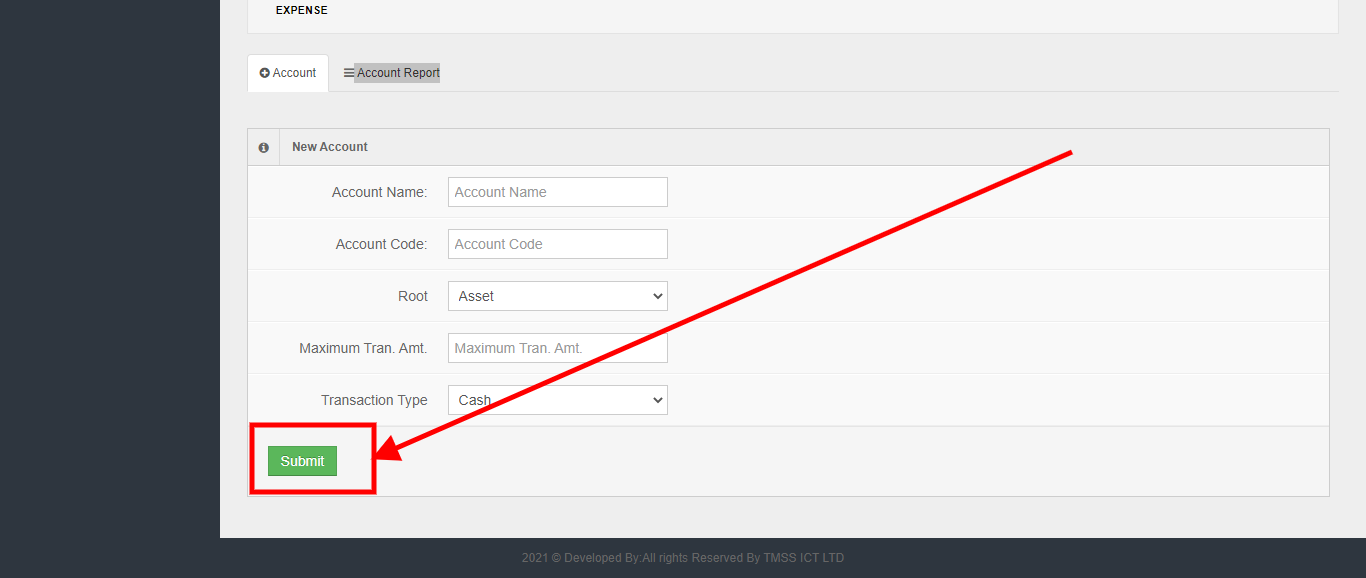 EXPENSE
Account Account Report
New Account
Account Name: Account Name
Account Code: Account Code
Root Asset
Maximum Tran. Amt. Maximum Tran. Amt.
Transaction Type Cash
Submit
2021 © Developed By:All rights Reserved By TMSS ICT LTD